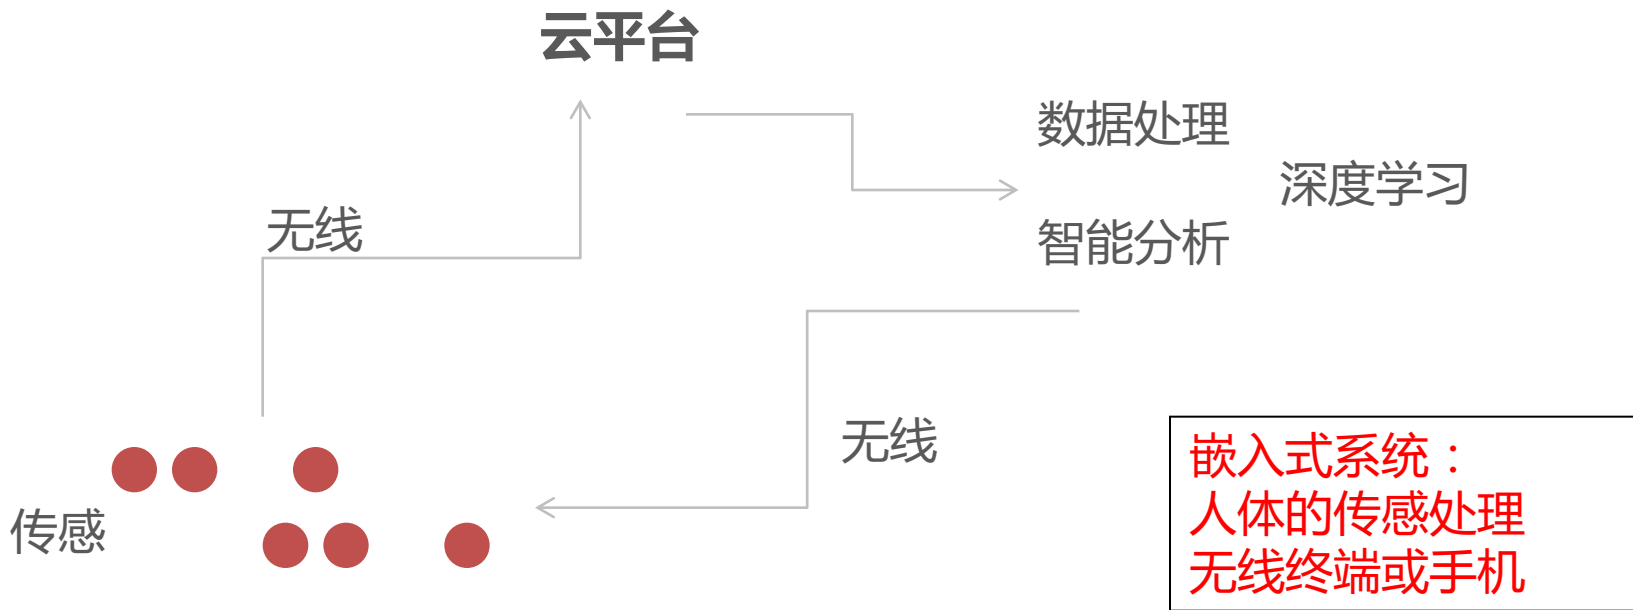 云平台
数据处理
深度学习
无线
智能分析
无线
传感
嵌入式系统：
人体的传感处理
无线终端或手机